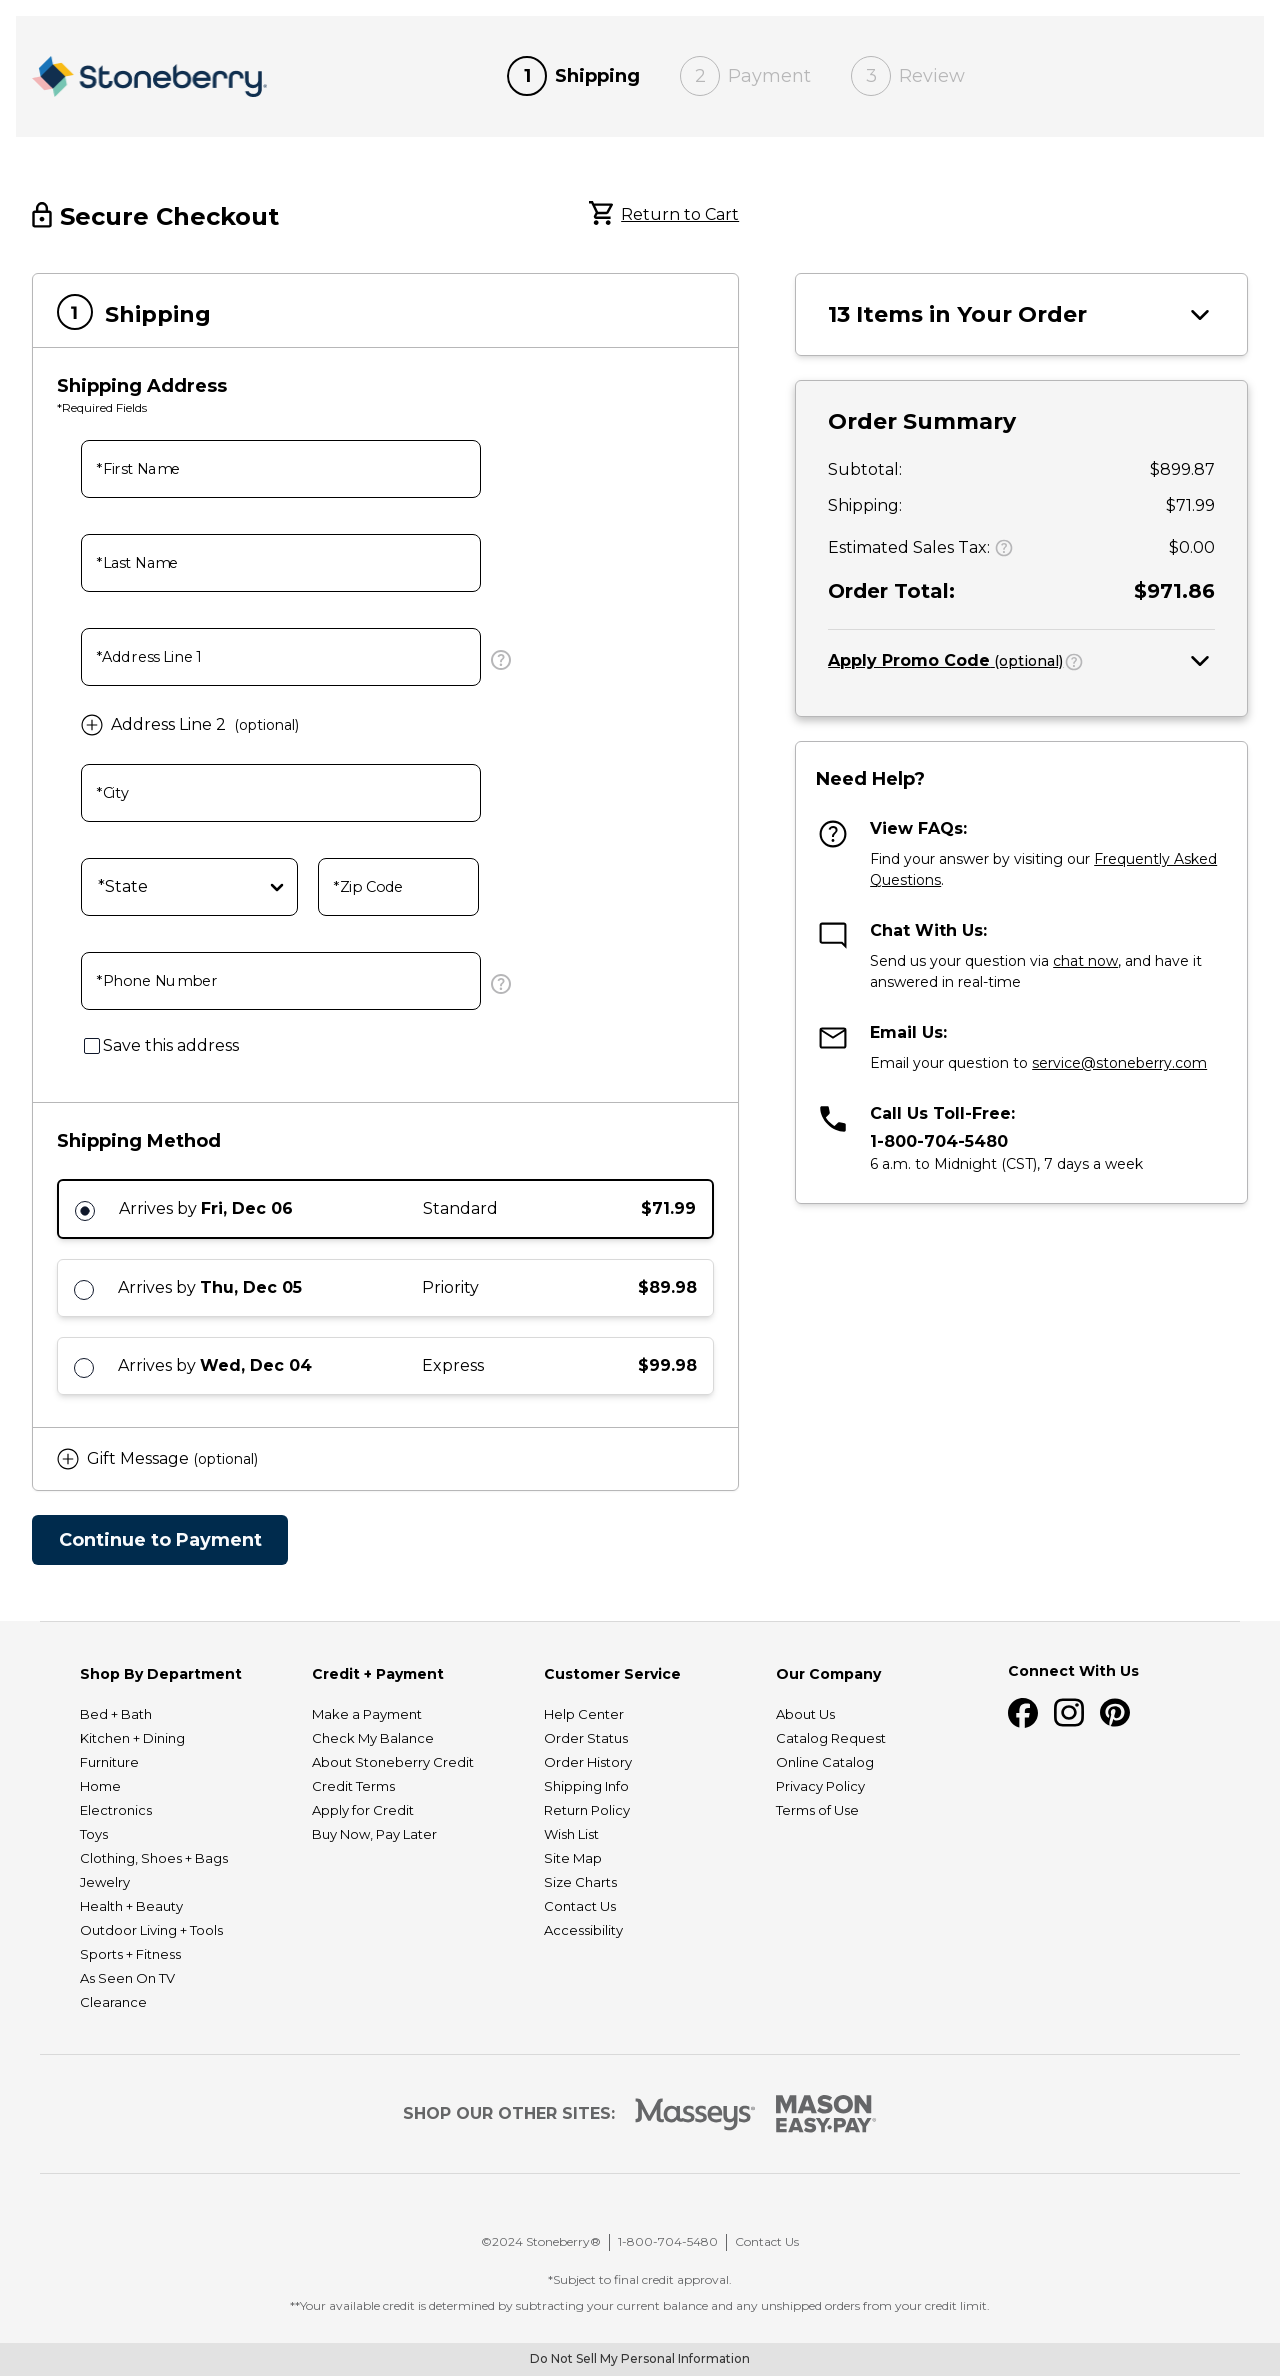 Stoneberry.
1 Shipping
2 Payment
3 Review
Secure Checkout
Return to Cart
1 Shipping
Shipping Address
*Required Fields
*First Name
*Last Name
*Address Line 1
?
Address Line 2 (optional)
*City
*State
*Zip Code
*Phone Number
?
Save this address
Shipping Method
Arrives by Fri, Dec 06 Standard $71.99
Arrives by Thu, Dec 05 Priority $89.98
Arrives by Wed, Dec 04 Express $99.98
Gift Message (optional)
Continue to Payment
13 Items in Your Order
Order Summary
Subtotal: $899.87
Shipping: $71.99
Estimated Sales Tax: ? $0.00
Order Total: $971.86
Apply Promo Code (optional) ?
Need Help?
?
View FAQs:
Find your answer by visiting our Frequently Asked
Questions.
Chat With Us:
Send us your question via chat now, and have it
answered in real-time
Email Us:
Email your question to service@stoneberry.com
Call Us Toll-Free:
1-800-704-5480
6 a.m. to Midnight (CST), 7 days a week
Shop By Department
Bed + Bath
Kitchen + Dining
Furniture
Home
Electronics
Toys
Clothing, Shoes + Bags
Jewelry
Health + Beauty
Outdoor Living + Tools
Sports + Fitness
As Seen On TV
Clearance
Credit + Payment
Make a Payment
Check My Balance
About Stoneberry Credit
Credit Terms
Apply for Credit
Buy Now, Pay Later
Customer Service
Help Center
Order Status
Order History
Shipping Info
Return Policy
Wish List
Site Map
Size Charts
Contact Us
Accessibility
Our Company
About Us
Catalog Request
Online Catalog
Privacy Policy
Terms of Use
Connect With Us
SHOP OUR OTHER SITES:
Masseys®
MASON
EASY•PAY®
©2024 Stoneberry® | 1-800-704-5480 | Contact Us
*Subject to final credit approval.
**Your available credit is determined by subtracting your current balance and any unshipped orders from your credit limit.
Do Not Sell My Personal Information